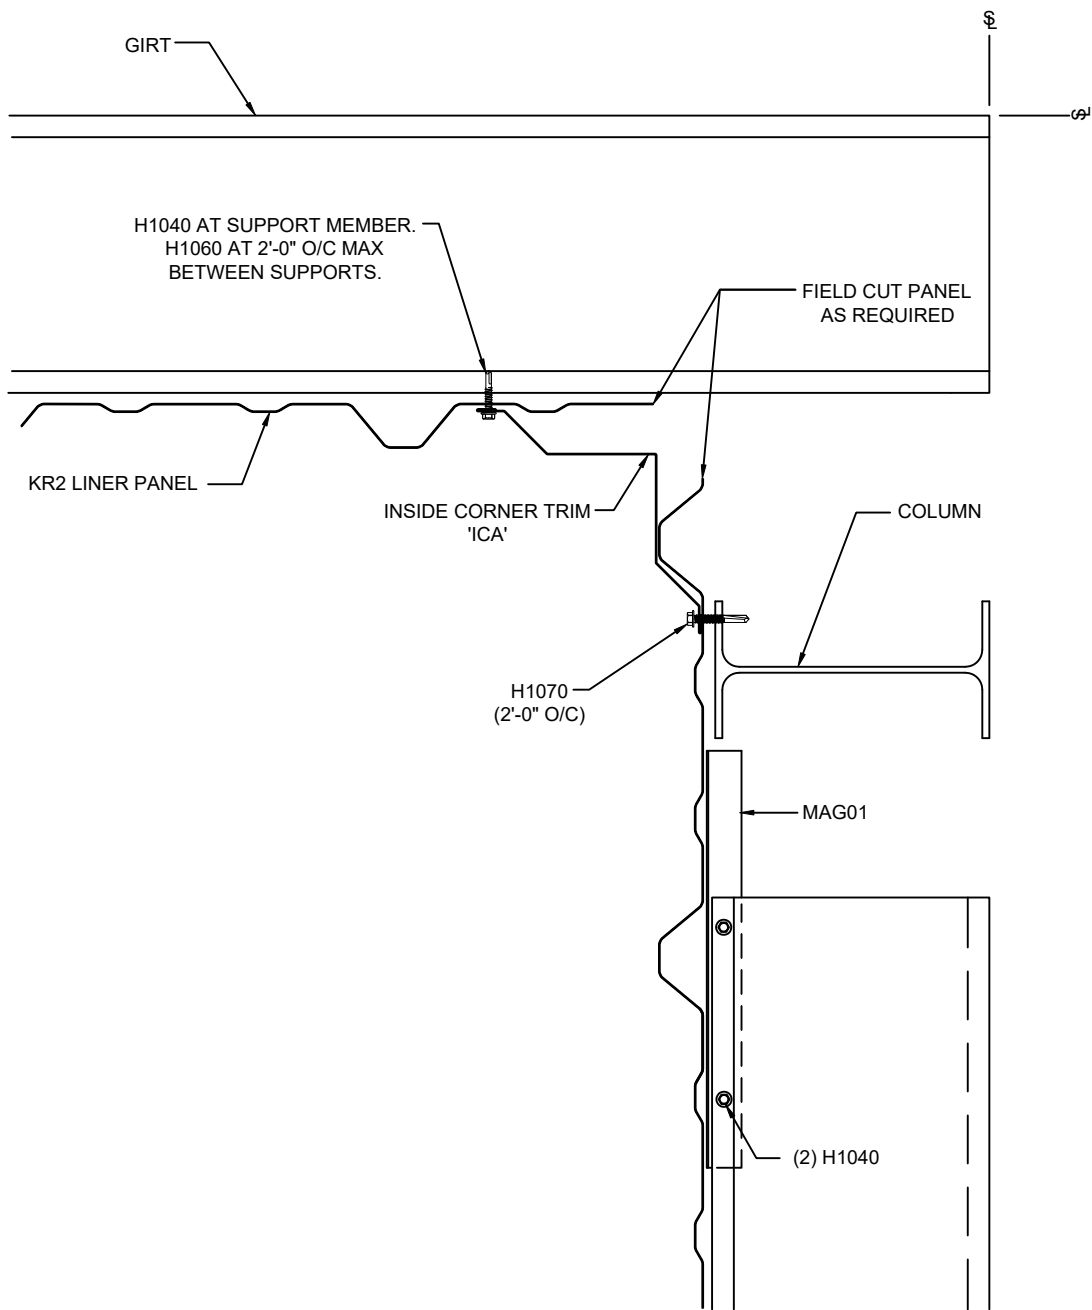 GIRT
H1040 AT SUPPORT MEMBER.
H1060 AT 2'-0" O/C MAX
BETWEEN SUPPORTS.
FIELD CUT PANEL
AS REQUIRED
KR2 LINER PANEL
INSIDE CORNER TRIM
'ICA'
COLUMN
H1070
(2'-0" O/C)
MAG01
(2) H1040